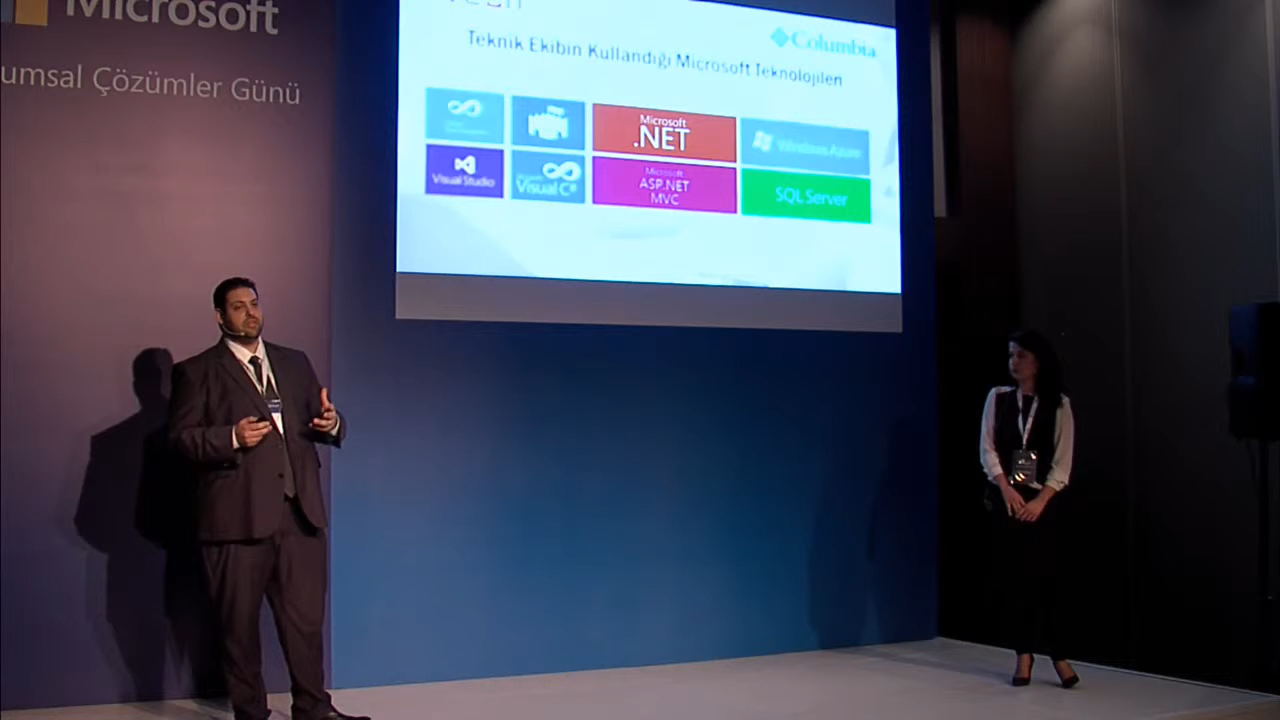 Microsoft
umsal Çözümler Günü
Columbia
Teknik Ekibin Kullandığı Microsoft Teknolojileri
Microsoft
.NET
Windows Azure
Visual Studio
Visual C#
Microsoft
ASP.NET
MVC
SQL Server